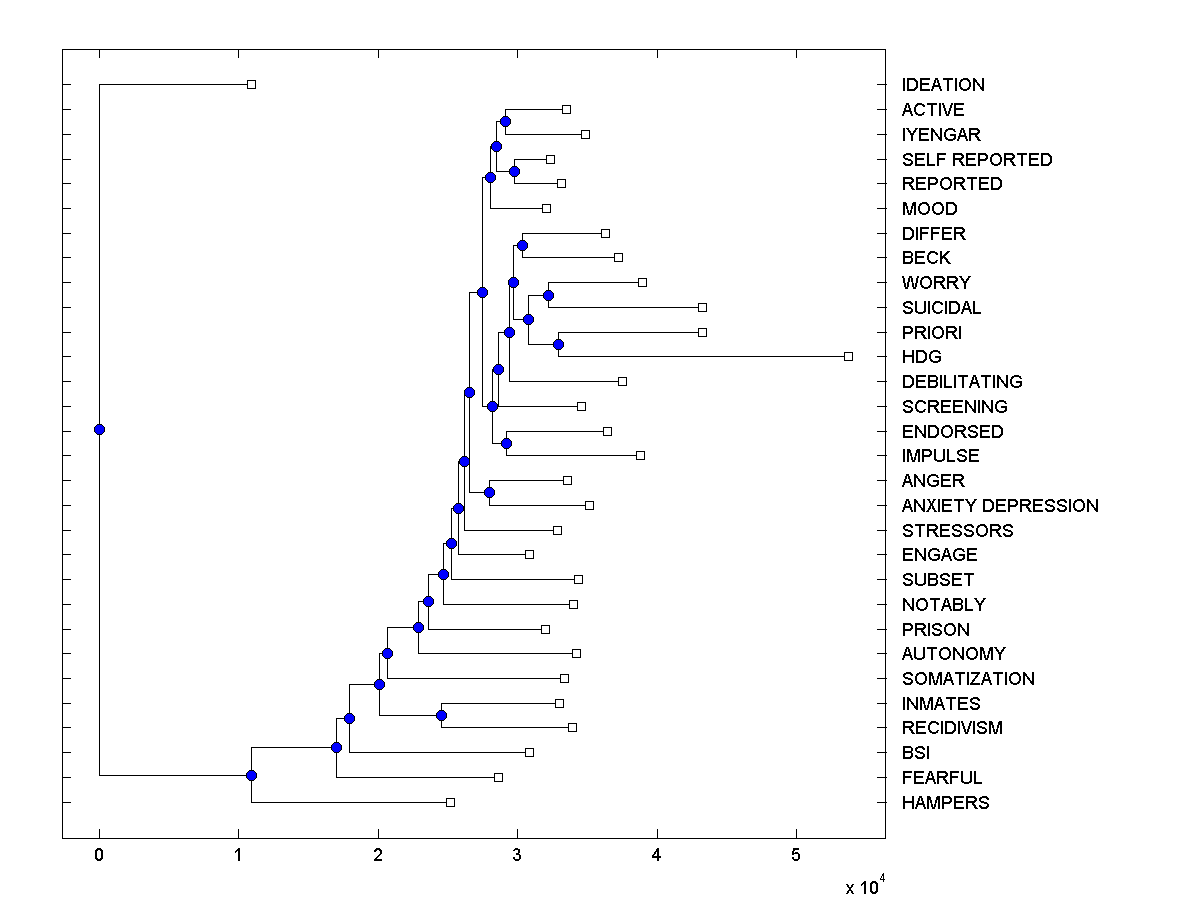 IDEATION
ACTIVE
IYENGAR
SELF REPORTED
REPORTED
MOOD
DIFFER
BECK
WORRY
SUICIDAL
PRIORI
HDG
DEBILITATING
SCREENING
ENDORSED
IMPULSE
ANGER
ANXIETY DEPRESSION
STRESSORS
ENGAGE
SUBSET
NOTABLY
PRISON
AUTONOMY
SOMATIZATION
INMATES
RECIDIVISM
BSI
FEARFUL
HAMPERS
0 1 2 3 4 5
x 10^4